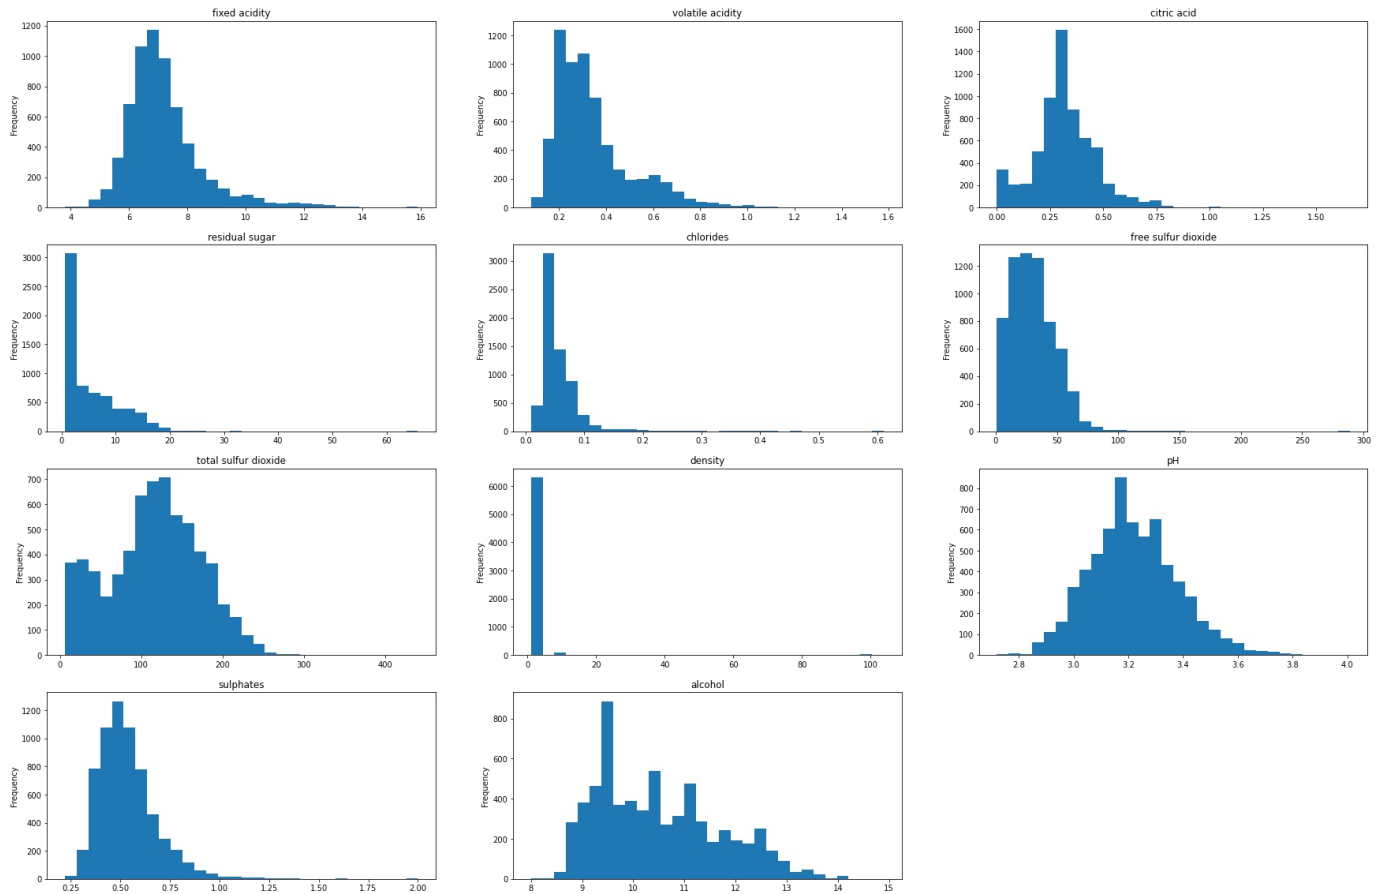 fixed acidity
Frequency
1200
1000
800
600
400
200
0
4 6 8 10 12 14 16
volatile acidity
Frequency
1200
1000
800
600
400
200
0
0.2 0.4 0.6 0.8 1.0 1.2 1.4 1.6
citric acid
Frequency
1600
1400
1200
1000
800
600
400
200
0
0.00 0.25 0.50 0.75 1.00 1.25 1.50
residual sugar
Frequency
3000
2500
2000
1500
1000
500
0
0 10 20 30 40 50 60
chlorides
Frequency
3000
2500
2000
1500
1000
500
0
0.0 0.1 0.2 0.3 0.4 0.5 0.6
free sulfur dioxide
Frequency
1200
1000
800
600
400
200
0
0 50 100 150 200 250 300
total sulfur dioxide
Frequency
700
600
500
400
300
200
100
0
0 100 200 300 400
density
Frequency
6000
5000
4000
3000
2000
1000
0
0 20 40 60 80 100
pH
Frequency
800
700
600
500
400
300
200
100
0
2.8 3.0 3.2 3.4 3.6 3.8 4.0
sulphates
Frequency
1200
1000
800
600
400
200
0
0.25 0.50 0.75 1.00 1.25 1.50 1.75 2.00
alcohol
Frequency
800
600
400
200
0
8 9 10 11 12 13 14 15